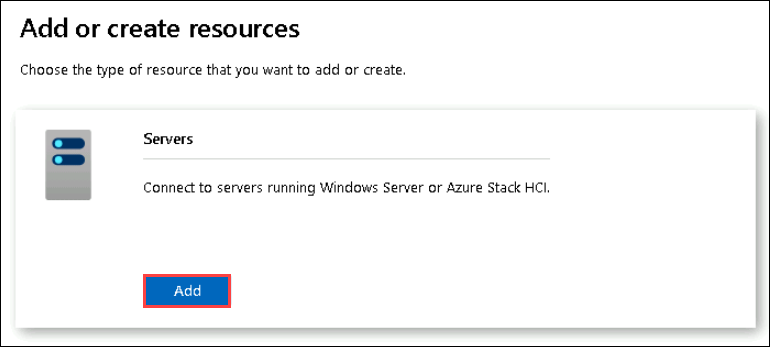 Add or create resources
Choose the type of resource that you want to add or create.
Servers
Connect to servers running Windows Server or Azure Stack HCI.
Add